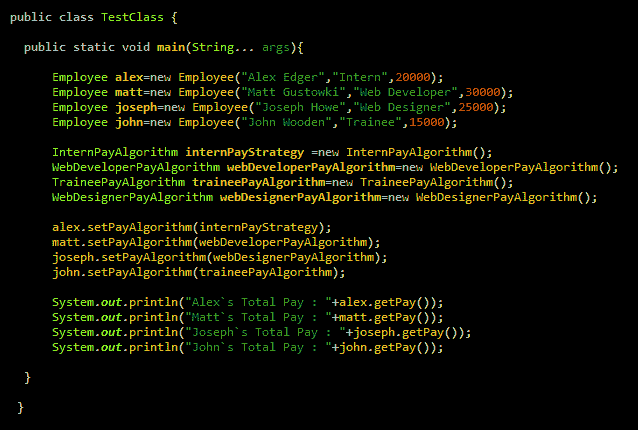 public class TestClass {
public static void main(String... args){
Employee alex=new Employee("Alex Edger","Intern",20000);
Employee matt=new Employee("Matt Gustowki","Web Developer",30000);
Employee joseph=new Employee("Joseph Howe","Web Designer",25000);
Employee john=new Employee("John Wooden","Trainee",15000);
InternPayAlgorithm internPayStrategy =new InternPayAlgorithm();
WebDeveloperPayAlgorithm webDeveloperPayAlgorithm=new WebDeveloperPayAlgorithm();
TraineePayAlgorithm traineePayAlgorithm=new TraineePayAlgorithm();
WebDesignerPayAlgorithm webDesignerPayAlgorithm=new WebDesignerPayAlgorithm();
alex.setPayAlgorithm(internPayStrategy);
matt.setPayAlgorithm(webDeveloperPayAlgorithm);
joseph.setPayAlgorithm(webDesignerPayAlgorithm);
john.setPayAlgorithm(traineePayAlgorithm);
System.out.println("Alex`s Total Pay : "+alex.getPay());
System.out.println("Matt`s Total Pay : "+matt.getPay());
System.out.println("Joseph`s Total Pay : "+joseph.getPay());
System.out.println("John`s Total Pay : "+john.getPay());
}
}